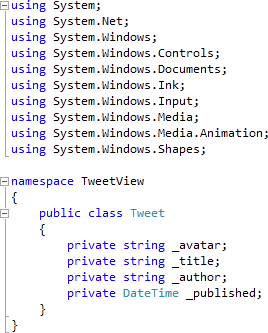 using System;
using System.Net;
using System.Windows;
using System.Windows.Controls;
using System.Windows.Documents;
using System.Windows.Ink;
using System.Windows.Input;
using System.Windows.Media;
using System.Windows.Media.Animation;
using System.Windows.Shapes;

namespace TweetView
{
    public class Tweet
    {
        private string _avatar;
        private string _title;
        private string _author;
        private DateTime _published;
    }
}